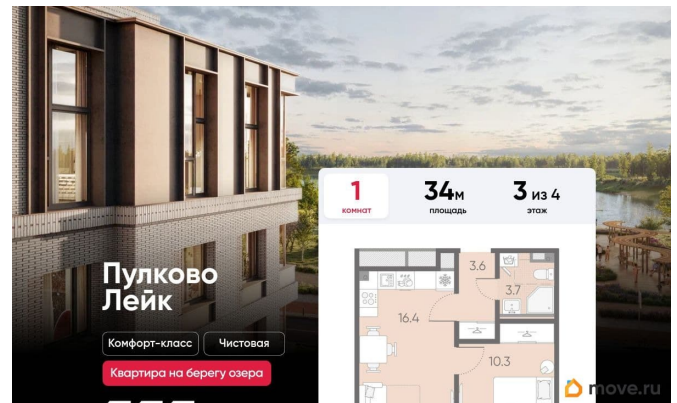 1
комнат
34м
площадь
3 из 4
этаж
3.6
3.7
16.4
10.3
Пулково
Лейк
Комфорт-класс
Чистовая
Квартира на берегу озера
move.ru